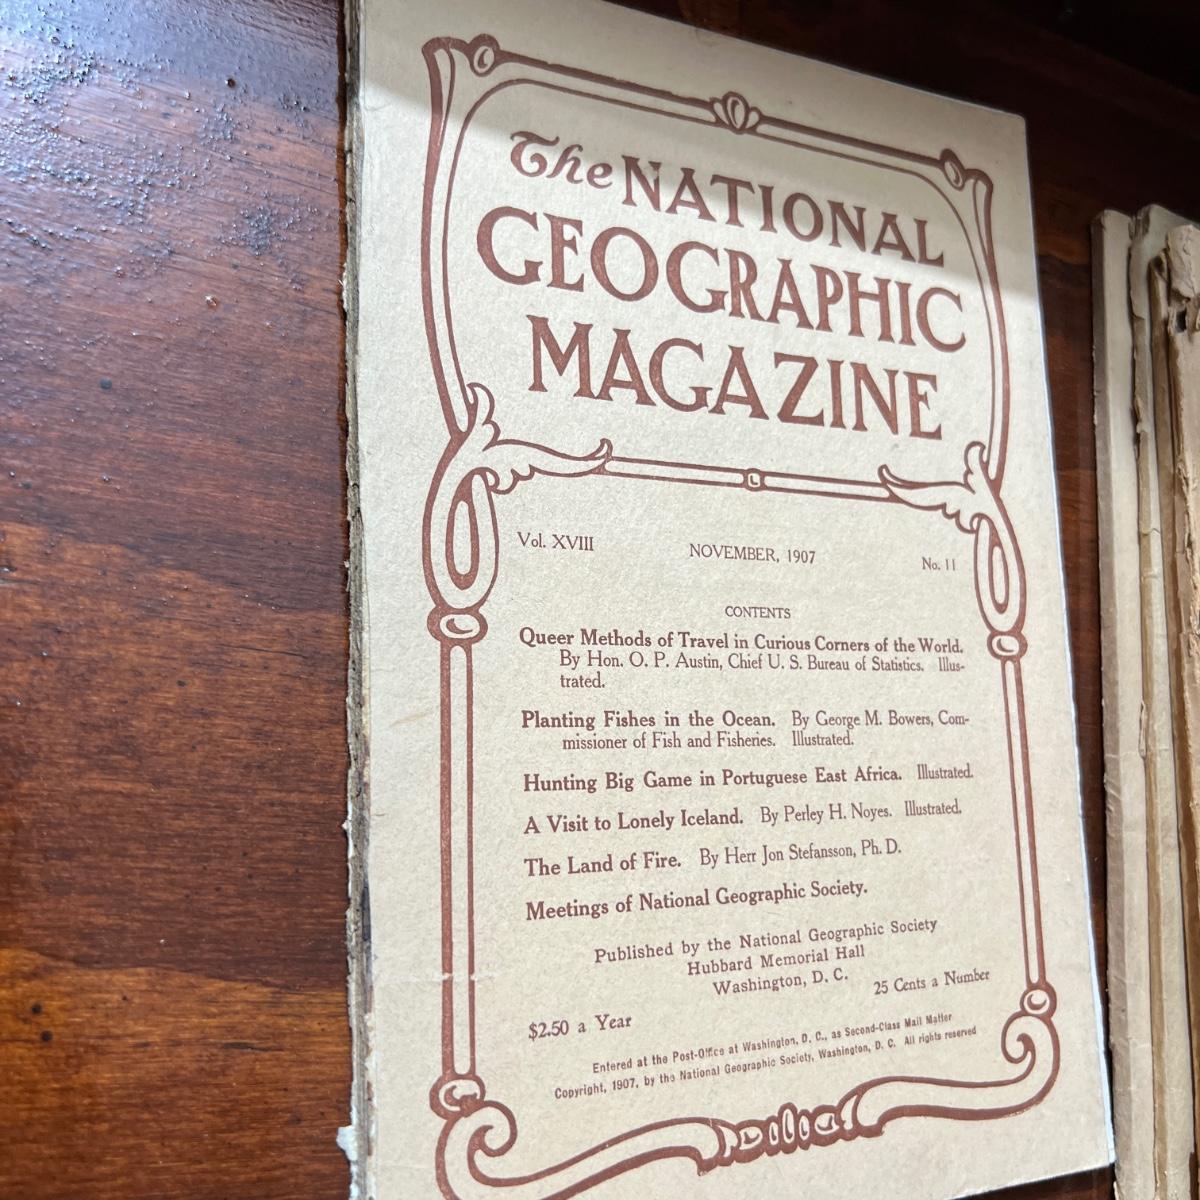 The NATIONAL
GEOGRAPHIC
MAGAZINE
Vol. XVIII NOVEMBER, 1907 No. 11
CONTENTS
Queer Methods of Travel in Curious Corners of the World.
By Hon. O. P. Austin, Chief U. S. Bureau of Statistics. Illus-
trated.
Planting Fishes in the Ocean. By George M. Bowers, Com-
missioner of Fish and Fisheries. Illustrated.
Hunting Big Game in Portuguese East Africa. Illustrated.
A Visit to Lonely Iceland. By Perley H. Noyes. Illustrated.
The Land of Fire. By Herr Jon Stefansson, Ph. D.
Meetings of National Geographic Society.
Published by the National Geographic Society
Hubbard Memorial Hall
Washington, D. C.
$2.50 a Year 25 Cents a Number
Entered at the Post-Office at Washington, D. C., as Second-Class Mail Matter
Copyright, 1907, by the National Geographic Society, Washington, D. C. All rights reserved